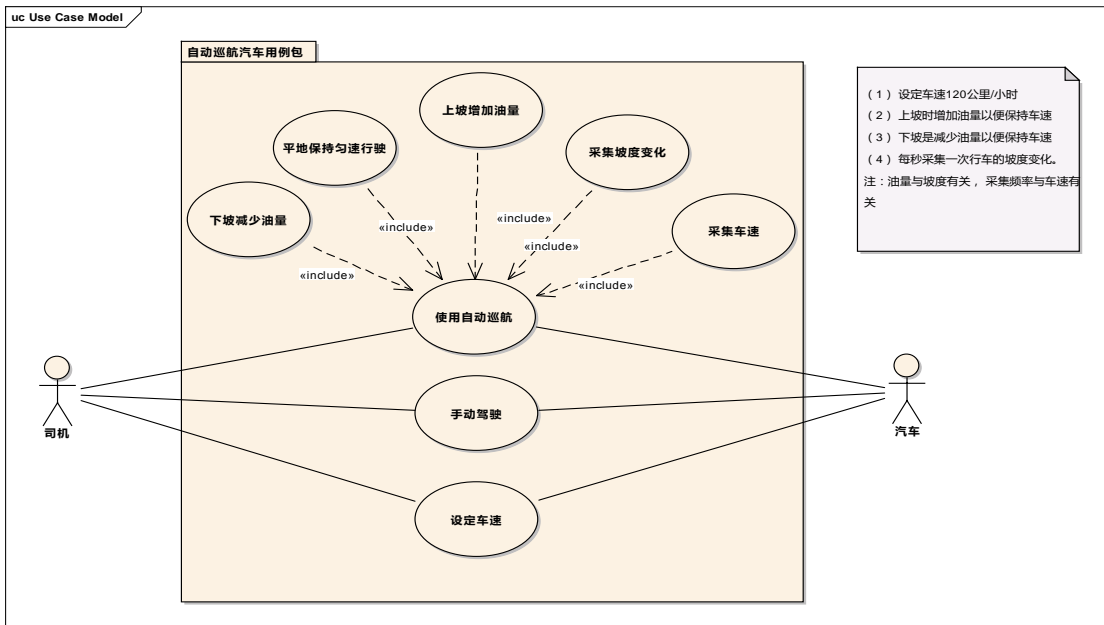 uc Use Case Model
自动巡航汽车用例包
上坡增加油量
平地保持匀速行驶
采集坡度变化
下坡减少油量
采集车速
«include»
«include»
«include»
«include»
«include»
使用自动巡航
手动驾驶
设定车速
司机
汽车
（1） 设定车速120公里/小时
（2） 上坡时增加油量以便保持车速
（3） 下坡是减少油量以便保持车速
（4） 每秒采集一次行车的坡度变化。
注：油量与坡度有关，采集频率与车速有
关